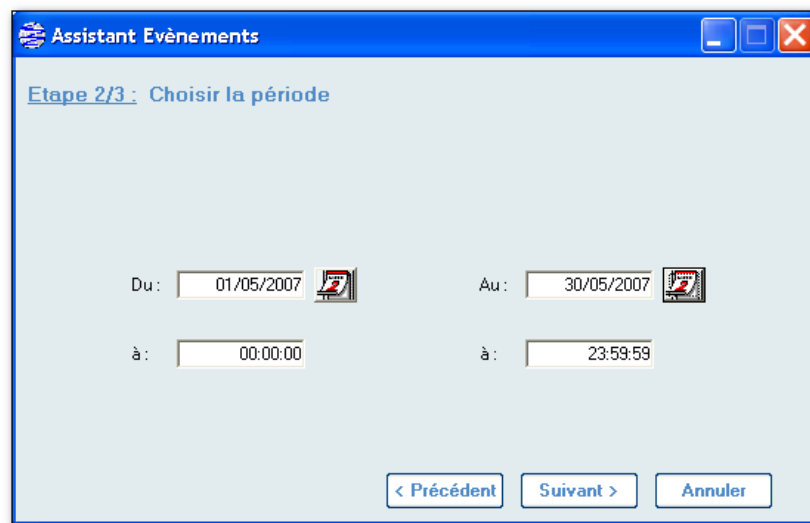 Assistant Evènements
Etape 2/3 : Choisir la période
Du : 01/05/2007 Au : 30/05/2007
à : 00:00:00 à : 23:59:59
< Précédent Suivant > Annuler